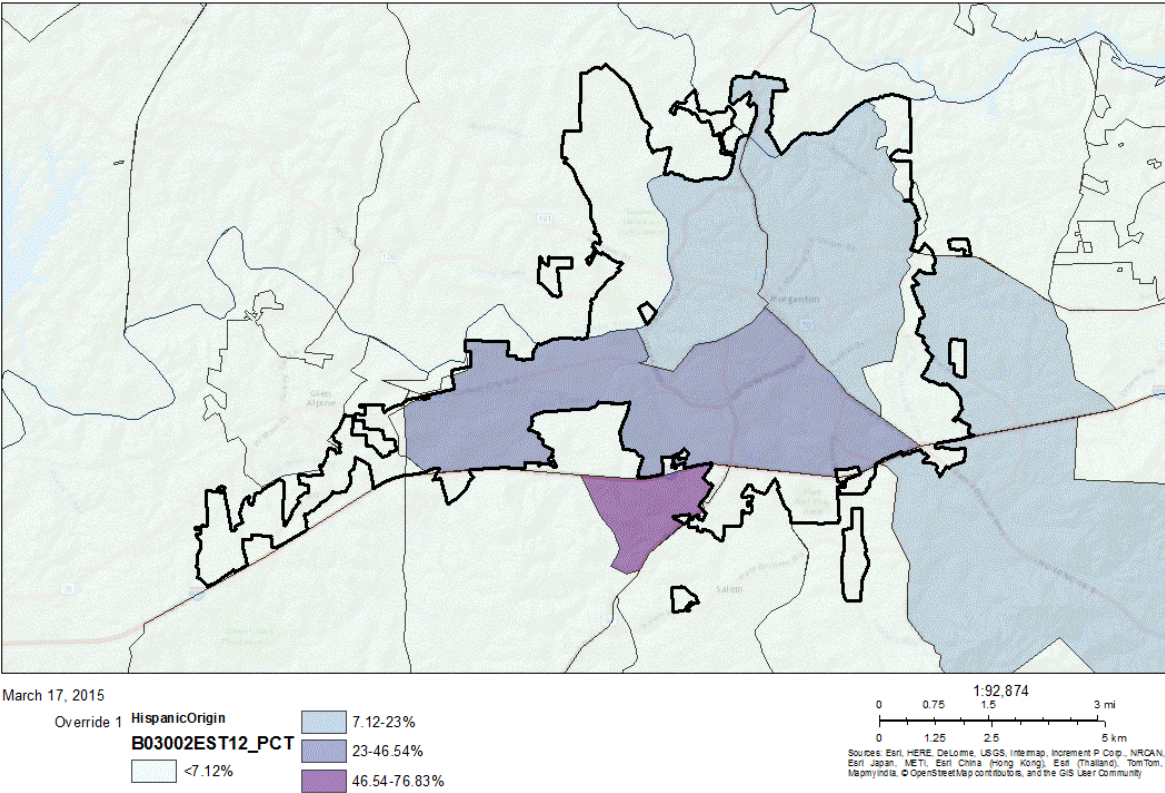 181
Morganton
70
Glen
Alpine
Salem
70
March 17, 2015
Override 1
HispanicOrigin
B03002EST12_PCT
<7.12%
7.12-23%
23-46.54%
46.54-76.83%
1:92,874
0 0.75 1.5 3 mi
0 1.25 2.5 5 km
Sources: Esri, HERE, DeLorme, USGS, Intermap, increment P Corp., NRCAN,
Esri Japan, METI, Esri China (Hong Kong), Esri (Thailand), TomTom,
MapmyIndia, © OpenStreetMap contributors, and the GIS User Community